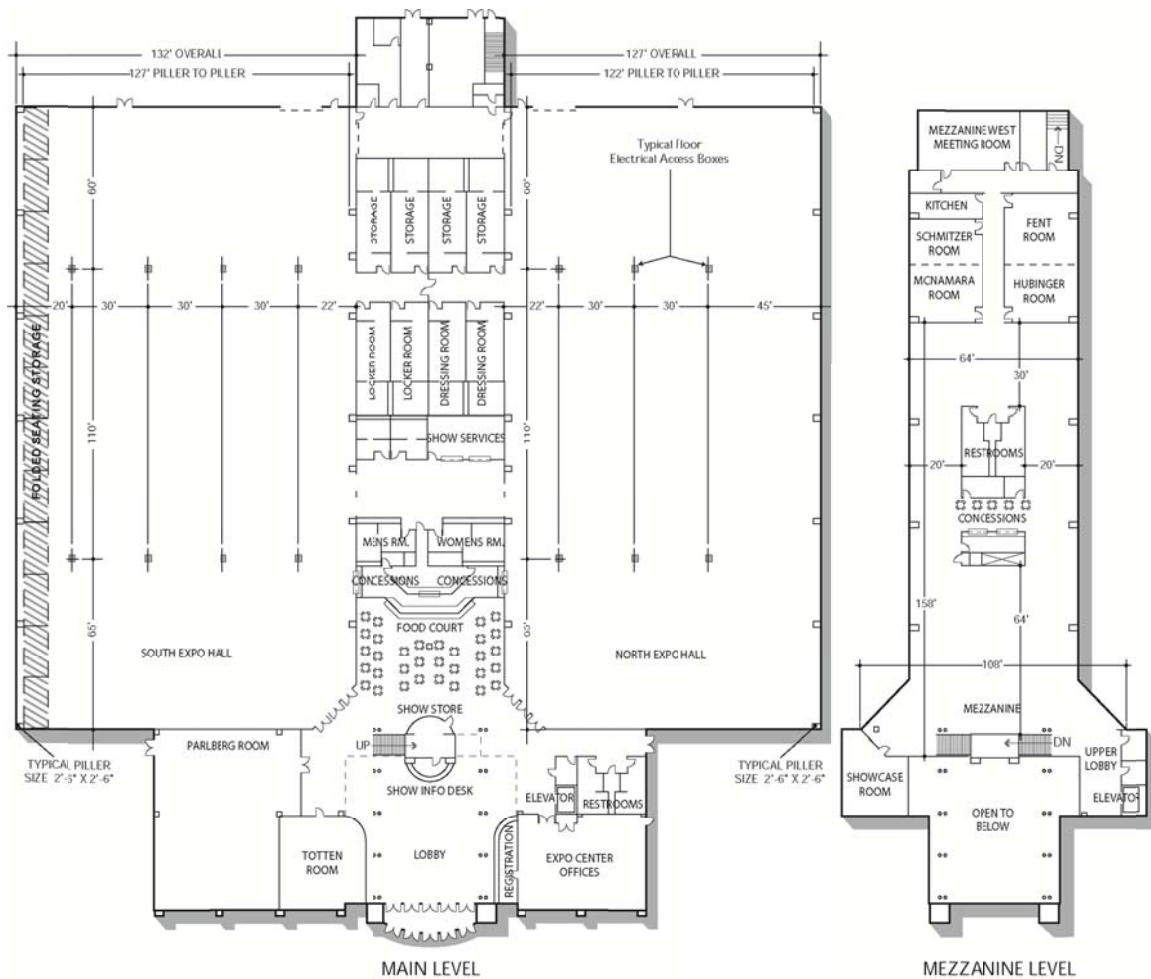 132' OVERALL
127' OVERALL
127' PILLER TO PILLER
122' PILLER TO PILLER
Typical Floor
Electrical Access Boxes
60'
60'
STORAGE
STORAGE
STORAGE
STORAGE
20'
30'
30'
30'
22'
22'
30'
30'
45'
FOLDED SEATING STORAGE
LOCKER ROOM
LOCKER ROOM
DRESSING ROOM
DRESSING ROOM
110'
110'
SHOW SERVICES
MENS RM.
WOMENS RM.
CONCESSIONS
CONCESSIONS
65'
65'
FOOD COURT
SOUTH EXPO HALL
NORTH EXPO HALL
SHOW STORE
UP
PARLBERG ROOM
TYPICAL PILLER
SIZE 2'-6" X 2'-6"
TYPICAL PILLER
SIZE 2'-6" X 2'-6"
SHOW INFO DESK
ELEVATOR
RESTROOMS
TOTTEN
ROOM
LOBBY
REGISTRATION
EXPO CENTER
OFFICES
MAIN LEVEL
MEZZANINE WEST
MEETING ROOM
DN
KITCHEN
SCHMITZER
ROOM
FENT
ROOM
MCNAMARA
ROOM
HUBINGER
ROOM
64'
30'
RESTROOMS
20'
20'
CONCESSIONS
158'
64'
108'
MEZZANINE
DN
UPPER
LOBBY
SHOWCASE
ROOM
ELEVATOR
OPEN TO
BELOW
MEZZANINE LEVEL